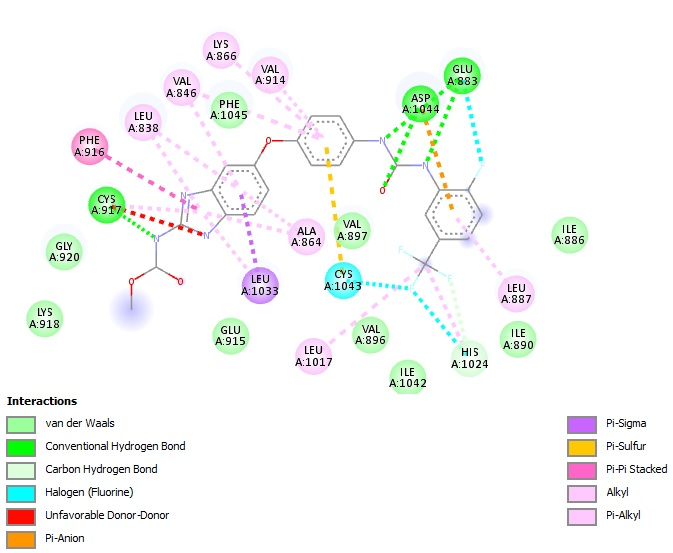 LYS
A:866
VAL
A:914
GLU
A:883
VAL
A:846
PHE
A:1045
ASP
A:1044
LEU
A:838
PHE
A:916
O
N
N
N
O
CYS
A:917
N
N
ALA
A:864
VAL
A:897
ILE
A:886
GLY
A:920
F
CYS
A:1043
F
F
O
O
LEU
A:1033
LEU
A:887
LYS
A:918
GLU
A:915
VAL
A:896
ILE
A:890
LEU
A:1017
HIS
A:1024
ILE
A:1042
Interactions
van der Waals
Conventional Hydrogen Bond
Carbon Hydrogen Bond
Halogen (Fluorine)
Unfavorable Donor-Donor
Pi-Anion
Pi-Sigma
Pi-Sulfur
Pi-Pi Stacked
Alkyl
Pi-Alkyl